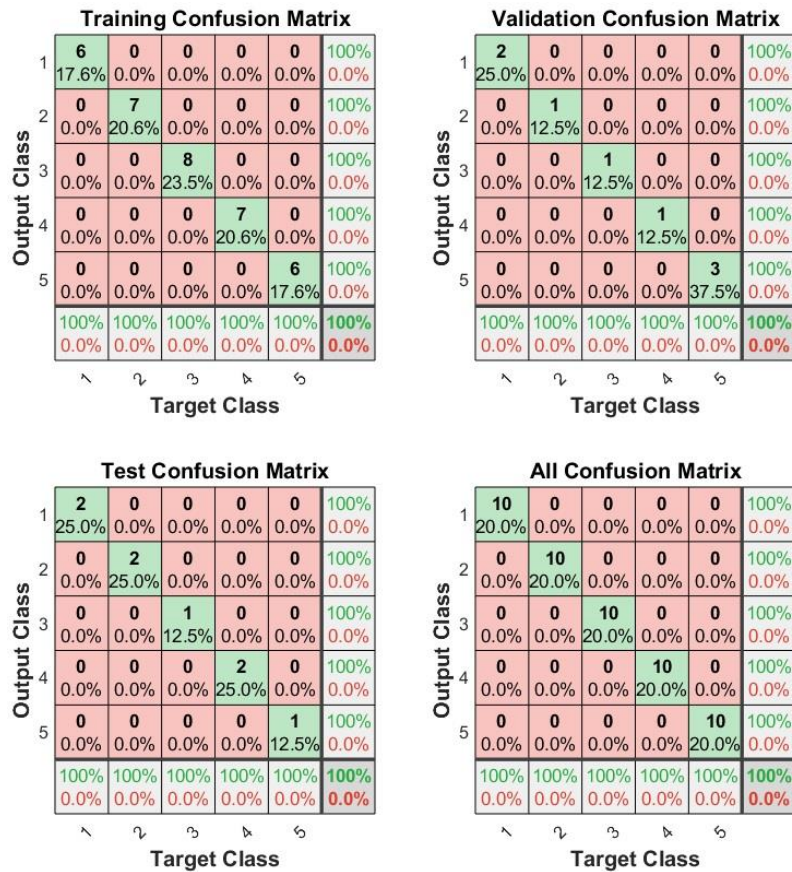 Training Confusion Matrix
Output Class
1
6 0 0 0 0 100%
17.6% 0.0% 0.0% 0.0% 0.0% 0.0%
2
0 7 0 0 0 100%
0.0% 20.6% 0.0% 0.0% 0.0% 0.0%
3
0 0 8 0 0 100%
0.0% 0.0% 23.5% 0.0% 0.0% 0.0%
4
0 0 0 7 0 100%
0.0% 0.0% 0.0% 20.6% 0.0% 0.0%
5
0 0 0 0 6 100%
0.0% 0.0% 0.0% 0.0% 17.6% 0.0%
100% 100% 100% 100% 100% 100%
0.0% 0.0% 0.0% 0.0% 0.0% 0.0%
1 2 3 4 5
Target Class
Validation Confusion Matrix
Output Class
1
2 0 0 0 0 100%
25.0% 0.0% 0.0% 0.0% 0.0% 0.0%
2
0 1 0 0 0 100%
0.0% 12.5% 0.0% 0.0% 0.0% 0.0%
3
0 0 1 0 0 100%
0.0% 0.0% 12.5% 0.0% 0.0% 0.0%
4
0 0 0 1 0 100%
0.0% 0.0% 0.0% 12.5% 0.0% 0.0%
5
0 0 0 0 3 100%
0.0% 0.0% 0.0% 0.0% 37.5% 0.0%
100% 100% 100% 100% 100% 100%
0.0% 0.0% 0.0% 0.0% 0.0% 0.0%
1 2 3 4 5
Target Class
Test Confusion Matrix
Output Class
1
2 0 0 0 0 100%
25.0% 0.0% 0.0% 0.0% 0.0% 0.0%
2
0 2 0 0 0 100%
0.0% 25.0% 0.0% 0.0% 0.0% 0.0%
3
0 0 1 0 0 100%
0.0% 0.0% 12.5% 0.0% 0.0% 0.0%
4
0 0 0 2 0 100%
0.0% 0.0% 0.0% 25.0% 0.0% 0.0%
5
0 0 0 0 1 100%
0.0% 0.0% 0.0% 0.0% 12.5% 0.0%
100% 100% 100% 100% 100% 100%
0.0% 0.0% 0.0% 0.0% 0.0% 0.0%
1 2 3 4 5
Target Class
All Confusion Matrix
Output Class
1
10 0 0 0 0 100%
20.0% 0.0% 0.0% 0.0% 0.0% 0.0%
2
0 10 0 0 0 100%
0.0% 20.0% 0.0% 0.0% 0.0% 0.0%
3
0 0 10 0 0 100%
0.0% 0.0% 20.0% 0.0% 0.0% 0.0%
4
0 0 0 10 0 100%
0.0% 0.0% 0.0% 20.0% 0.0% 0.0%
5
0 0 0 0 10 100%
0.0% 0.0% 0.0% 0.0% 20.0% 0.0%
100% 100% 100% 100% 100% 100%
0.0% 0.0% 0.0% 0.0% 0.0% 0.0%
1 2 3 4 5
Target Class